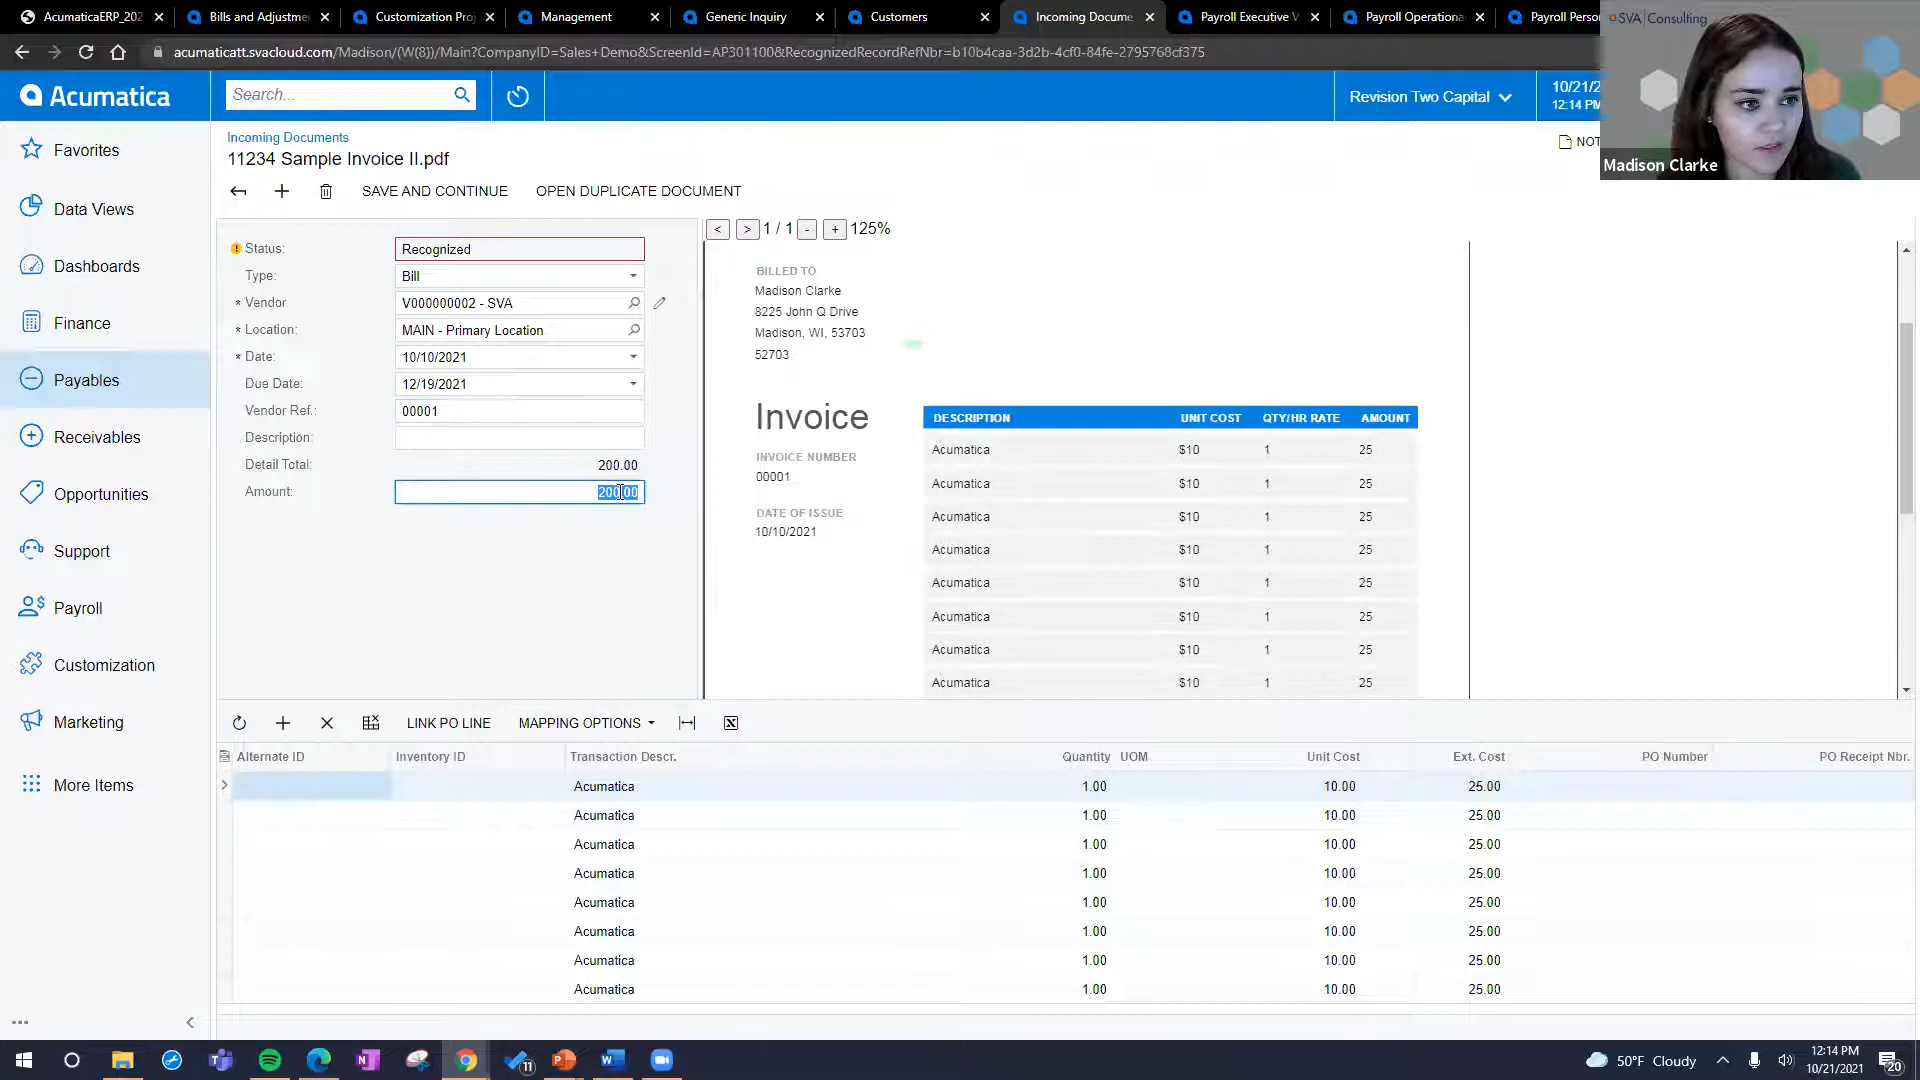 AcumaticaERP_202
Bills and Adjustme
Customization Pro
Management
Generic Inquiry
Customers
Incoming Docume
Payroll Executive V
Payroll Operationa
Payroll Perso
SVA | Consulting
acumaticatt.svacloud.com/Madison/(W(8))/Main?CompanyID=Sales+Demo&ScreenId=AP301100&RecognizedRecordRefNbr=b10b4caa-3d2b-4cf0-84fe-2795768cf375
Acumatica
Search...
Revision Two Capital
10/21/2
12:14 PM
Madison Clarke
Favorites
Data Views
Dashboards
Finance
Payables
Receivables
Opportunities
Support
Payroll
Customization
Marketing
More Items
Incoming Documents
11234 Sample Invoice II.pdf
NOT
SAVE AND CONTINUE OPEN DUPLICATE DOCUMENT
Status: Recognized
Type: Bill
* Vendor: V000000002 - SVA
* Location: MAIN - Primary Location
* Date: 10/10/2021
Due Date: 12/19/2021
Vendor Ref.: 00001
Description:
Detail Total: 200.00
Amount: 200.00
< > 1 / 1 - + 125%
BILLED TO
Madison Clarke
8225 John Q Drive
Madison, WI, 53703
52703
Invoice
INVOICE NUMBER
00001
DATE OF ISSUE
10/10/2021
DESCRIPTION UNIT COST QTY/HR RATE AMOUNT
Acumatica $10 1 25
Acumatica $10 1 25
Acumatica $10 1 25
Acumatica $10 1 25
Acumatica $10 1 25
Acumatica $10 1 25
Acumatica $10 1 25
Acumatica $10 1 25
LINK PO LINE MAPPING OPTIONS
Alternate ID Inventory ID Transaction Descr. Quantity UOM Unit Cost Ext. Cost PO Number PO Receipt Nbr.
Acumatica 1.00 10.00 25.00
Acumatica 1.00 10.00 25.00
Acumatica 1.00 10.00 25.00
Acumatica 1.00 10.00 25.00
Acumatica 1.00 10.00 25.00
Acumatica 1.00 10.00 25.00
Acumatica 1.00 10.00 25.00
Acumatica 1.00 10.00 25.00
11
50°F Cloudy
12:14 PM
10/21/2021
20